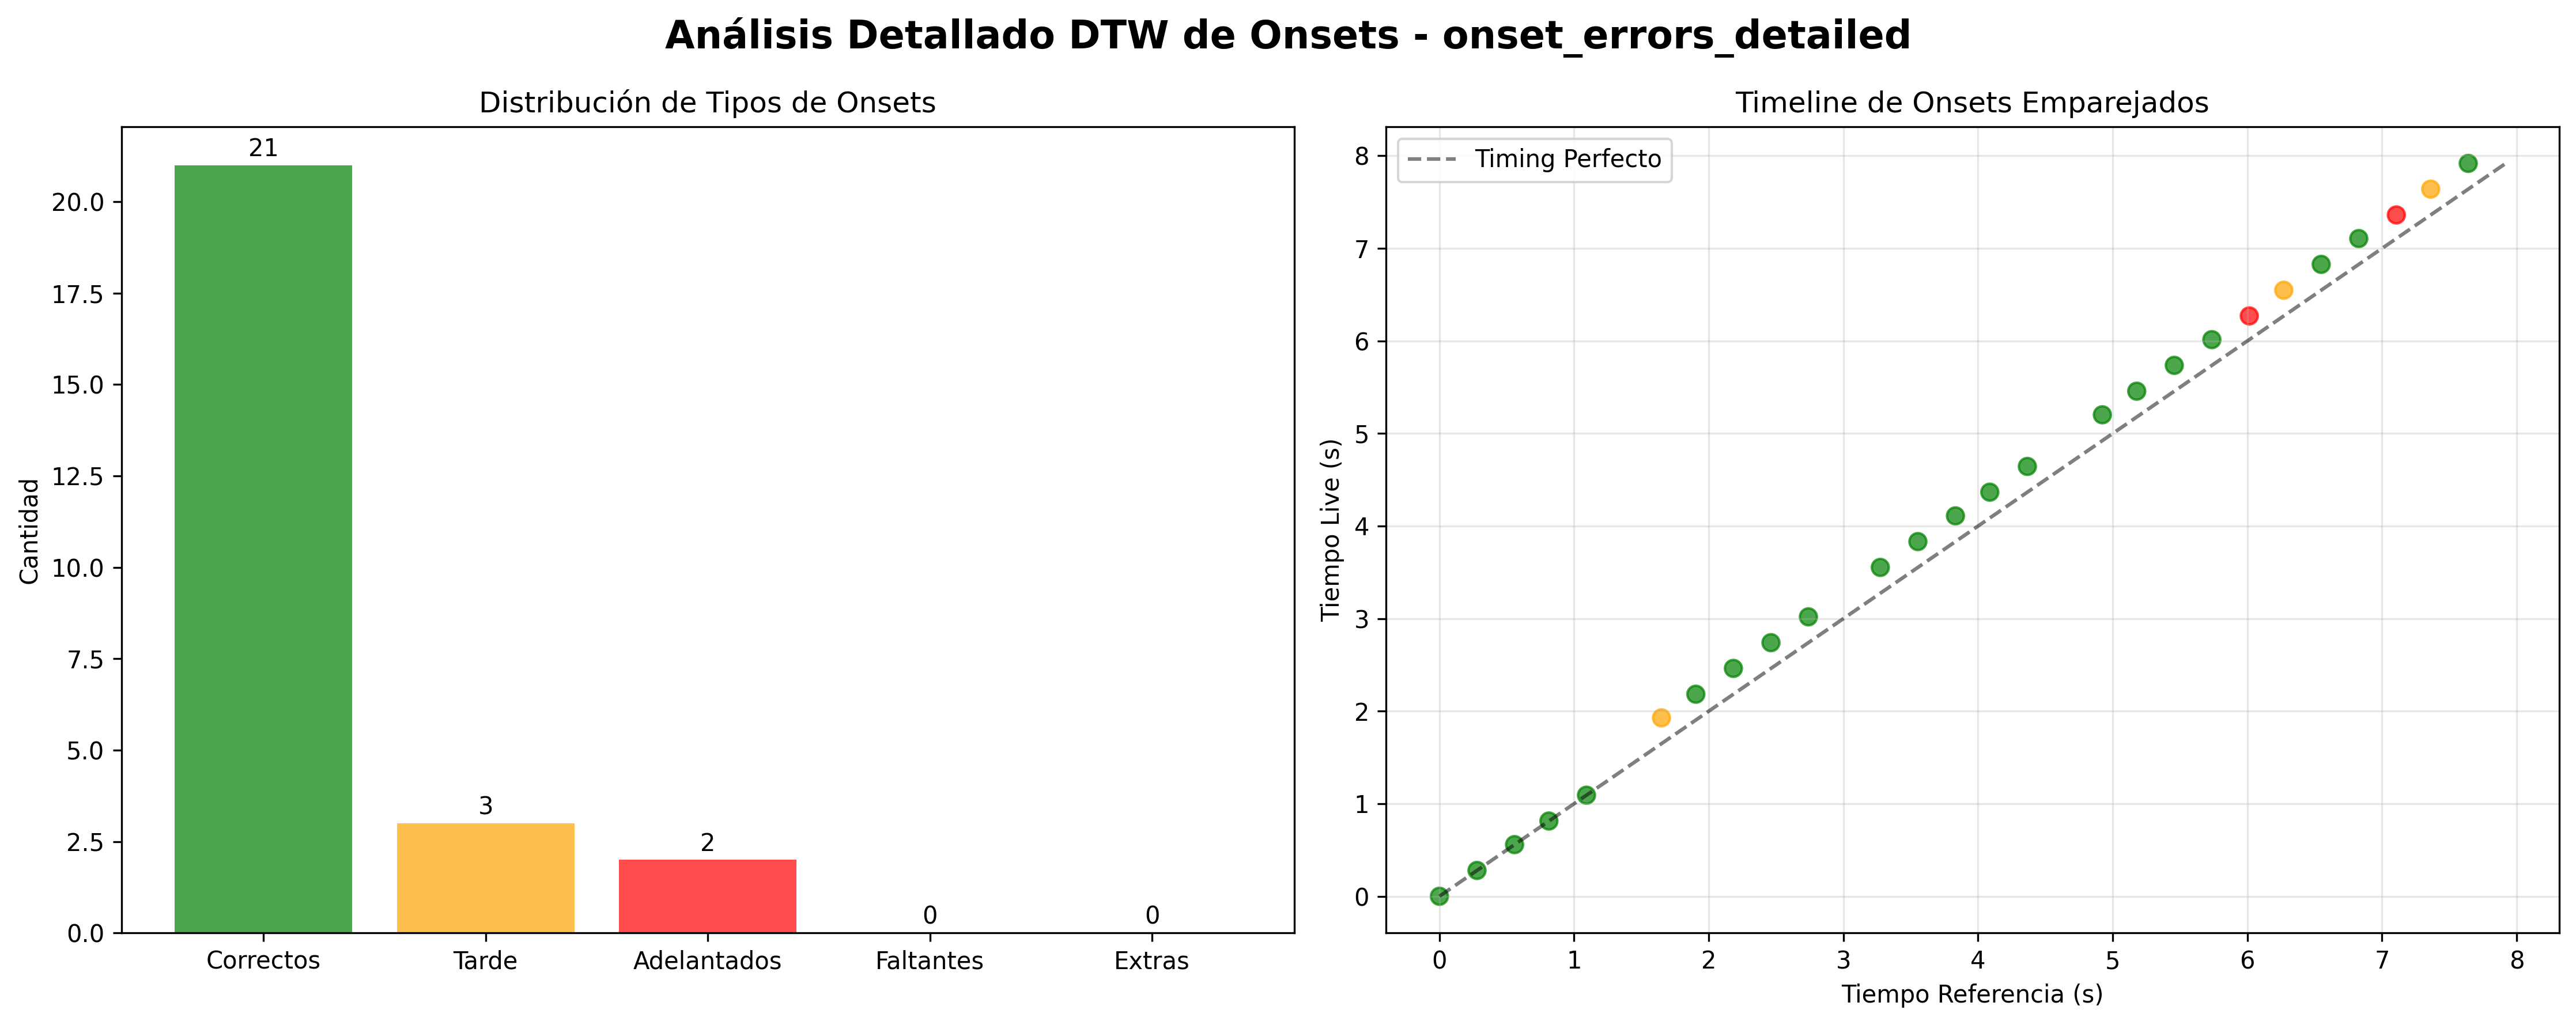 Análisis Detallado DTW de Onsets - onset_errors_detailed
Distribución de Tipos de Onsets
Cantidad
20.0
17.5
15.0
12.5
10.0
7.5
5.0
2.5
0.0
21
3
2
0
0
Correctos
Tarde
Adelantados
Faltantes
Extras
Timeline de Onsets Emparejados
Timing Perfecto
Tiempo Live (s)
8
7
6
5
4
3
2
1
0
0
1
2
3
4
5
6
7
8
Tiempo Referencia (s)